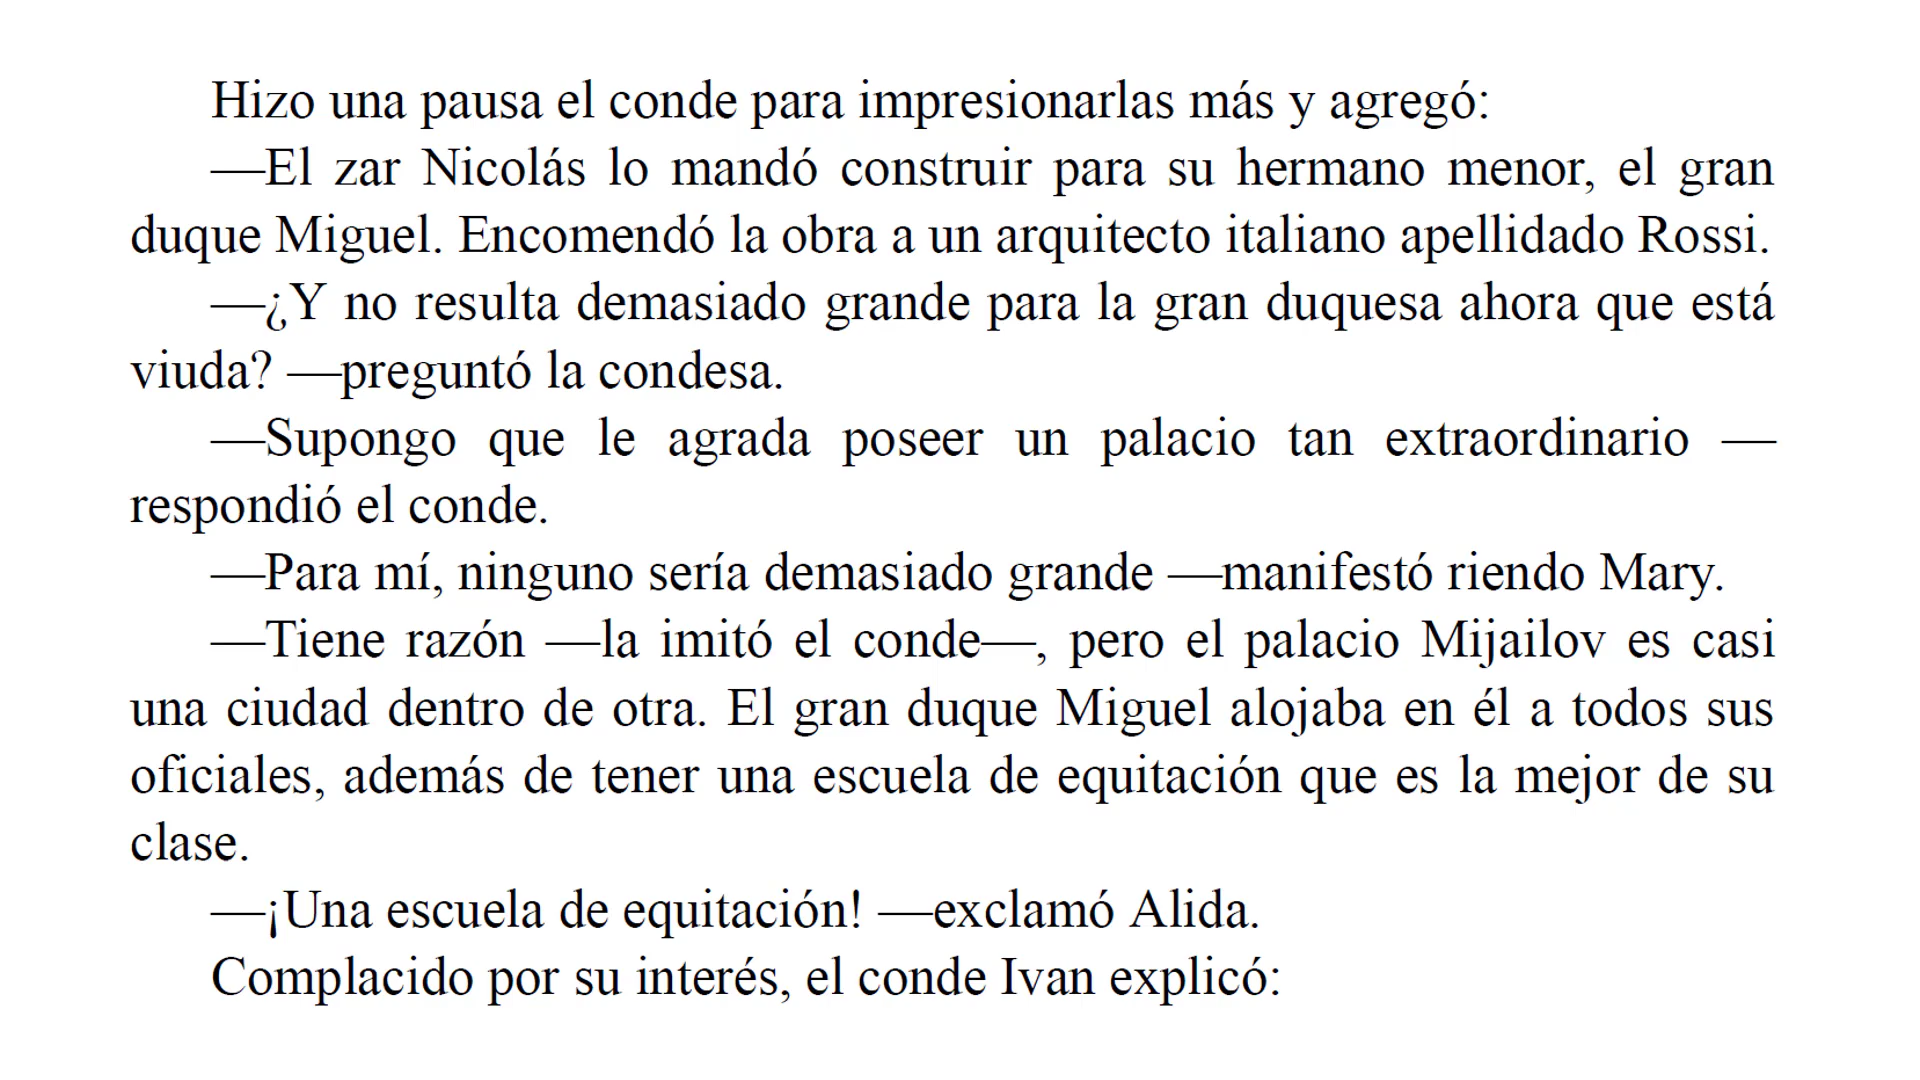 Hizo una pausa el conde para impresionarlas más y agregó:
—El zar Nicolás lo mandó construir para su hermano menor, el gran
duque Miguel. Encomendó la obra a un arquitecto italiano apellidado Rossi.
—¿Y no resulta demasiado grande para la gran duquesa ahora que está
viuda? —preguntó la condesa.
—Supongo que le agrada poseer un palacio tan extraordinario —
respondió el conde.
—Para mí, ninguno sería demasiado grande —manifestó riendo Mary.
—Tiene razón —la imitó el conde—, pero el palacio Mijailov es casi
una ciudad dentro de otra. El gran duque Miguel alojaba en él a todos sus
oficiales, además de tener una escuela de equitación que es la mejor de su
clase.
—¡Una escuela de equitación! —exclamó Alida.
Complacido por su interés, el conde Ivan explicó: